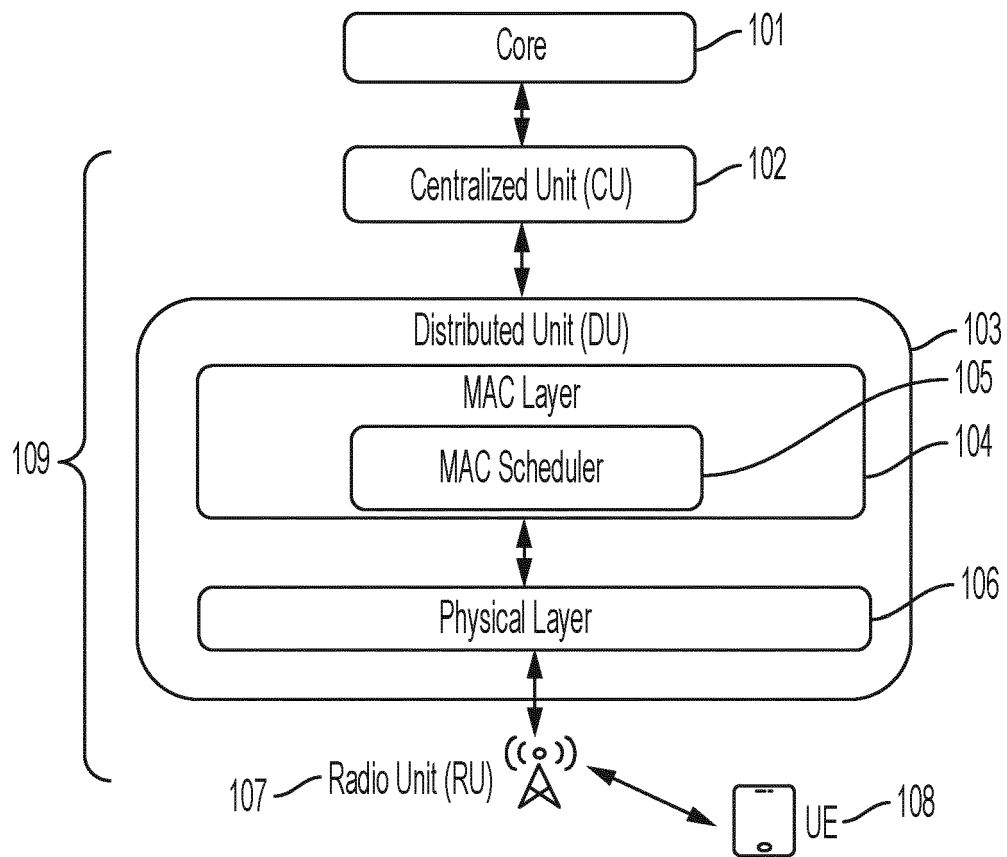 Core
101
Centralized Unit (CU)
102
Distributed Unit (DU)
103
MAC Layer
105
MAC Scheduler
104
109
Physical Layer
106
107
Radio Unit (RU)
UE
108